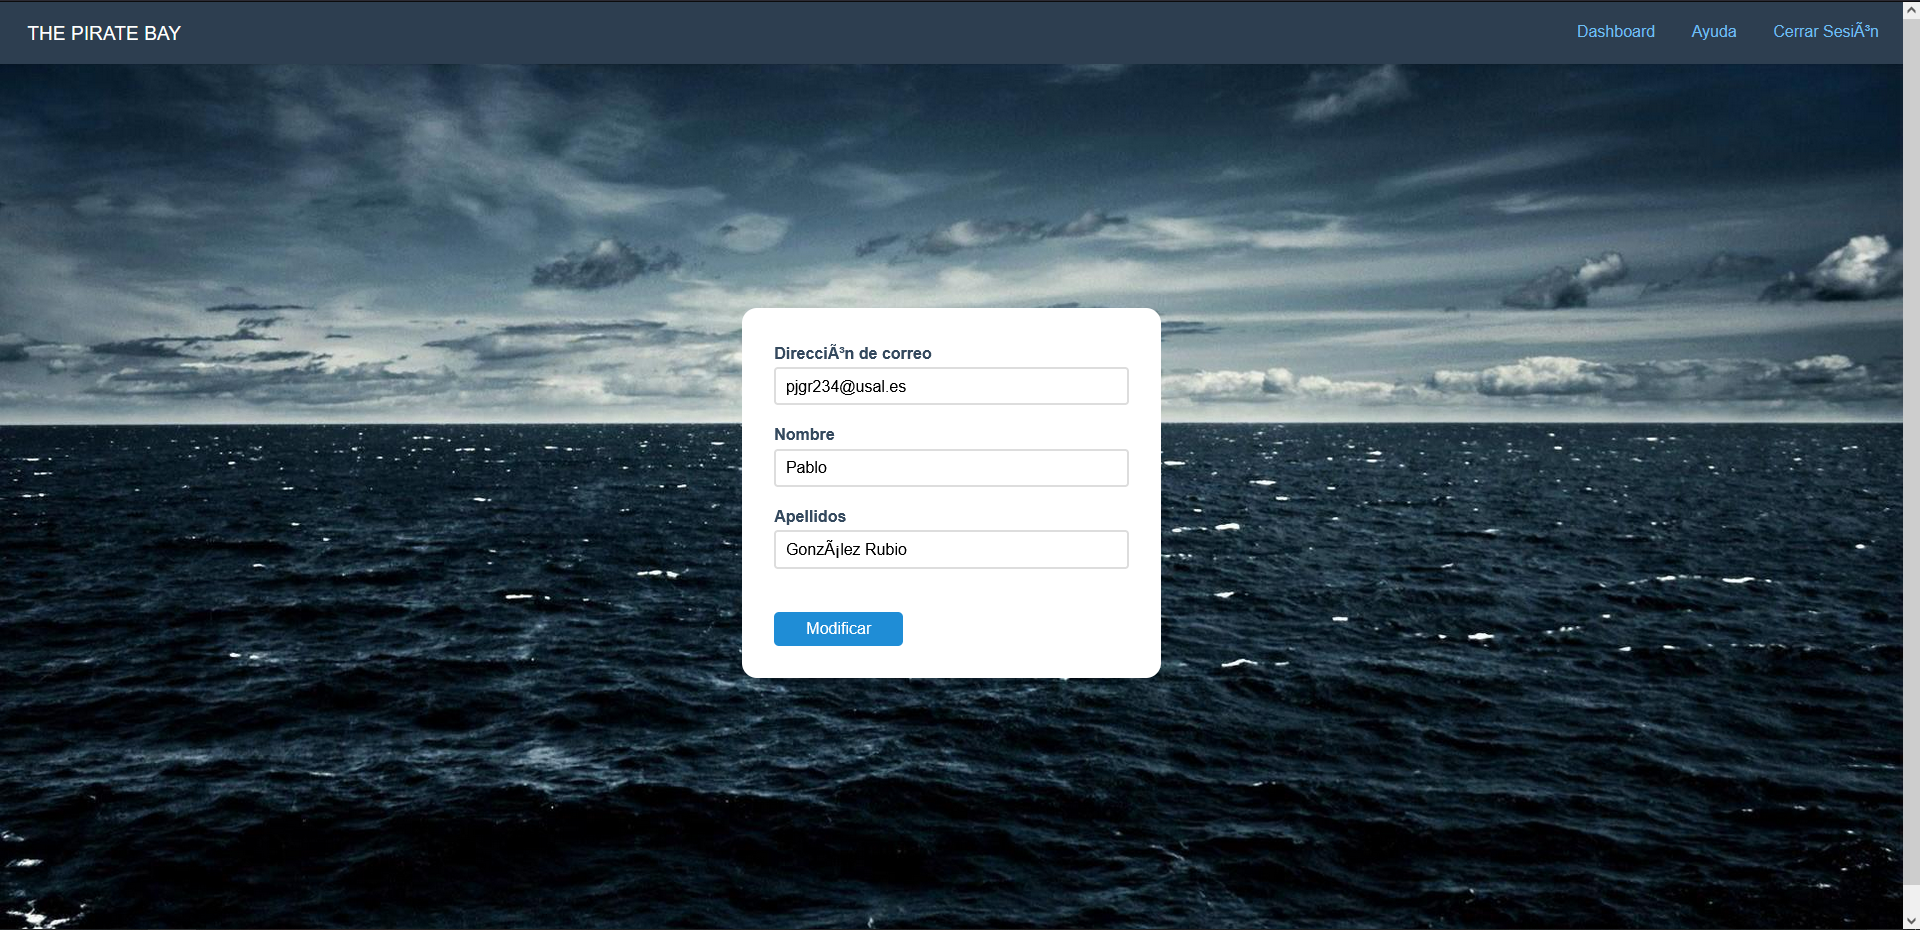 THE PIRATE BAY
Dashboard
Ayuda
Cerrar SesiÃ³n
DirecciÃ³n de correo
pjgr234@usal.es
Nombre
Pablo
Apellidos
GonzÃ¡lez Rubio
Modificar